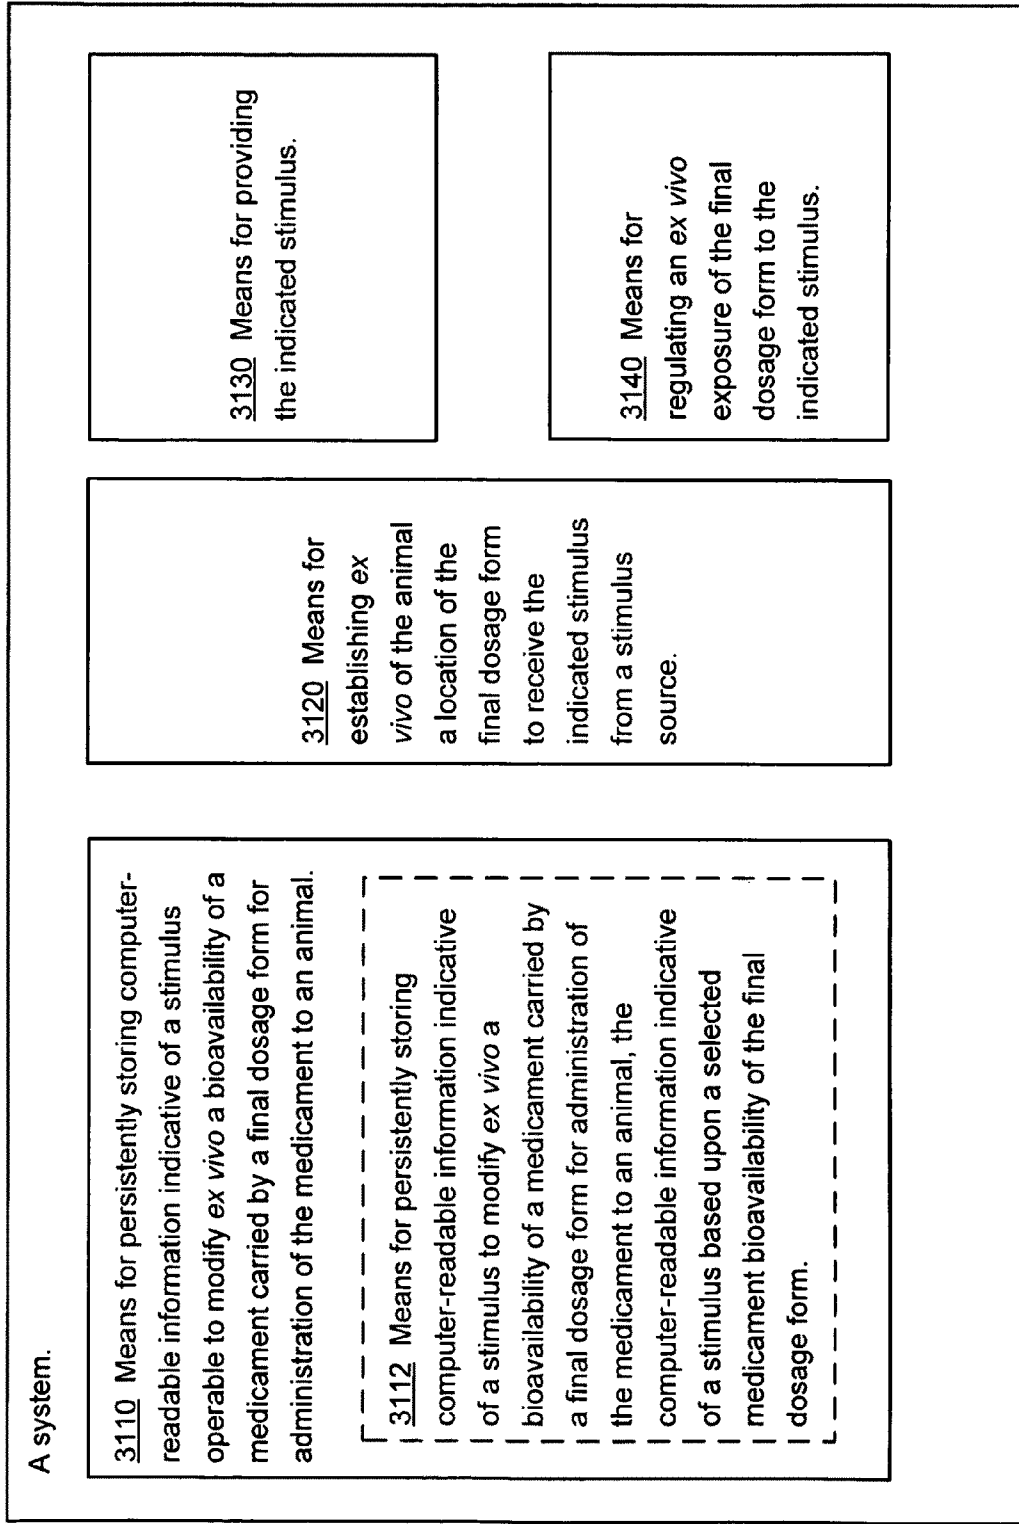 A system.
3110 Means for persistently storing computer-
readable information indicative of a stimulus
operable to modify ex vivo a bioavailability of a
medicament carried by a final dosage form for
administration of the medicament to an animal.
3112 Means for persistently storing
computer-readable information indicative
of a stimulus to modify ex vivo a
bioavailability of a medicament carried by
a final dosage form for administration of
the medicament to an animal, the
computer-readable information indicative
of a stimulus based upon a selected
medicament bioavailability of the final
dosage form.
3120 Means for
establishing ex
vivo of the animal
a location of the
final dosage form
to receive the
indicated stimulus
from a stimulus
source.
3130 Means for providing
the indicated stimulus.
3140 Means for
regulating an ex vivo
exposure of the final
dosage form to the
indicated stimulus.